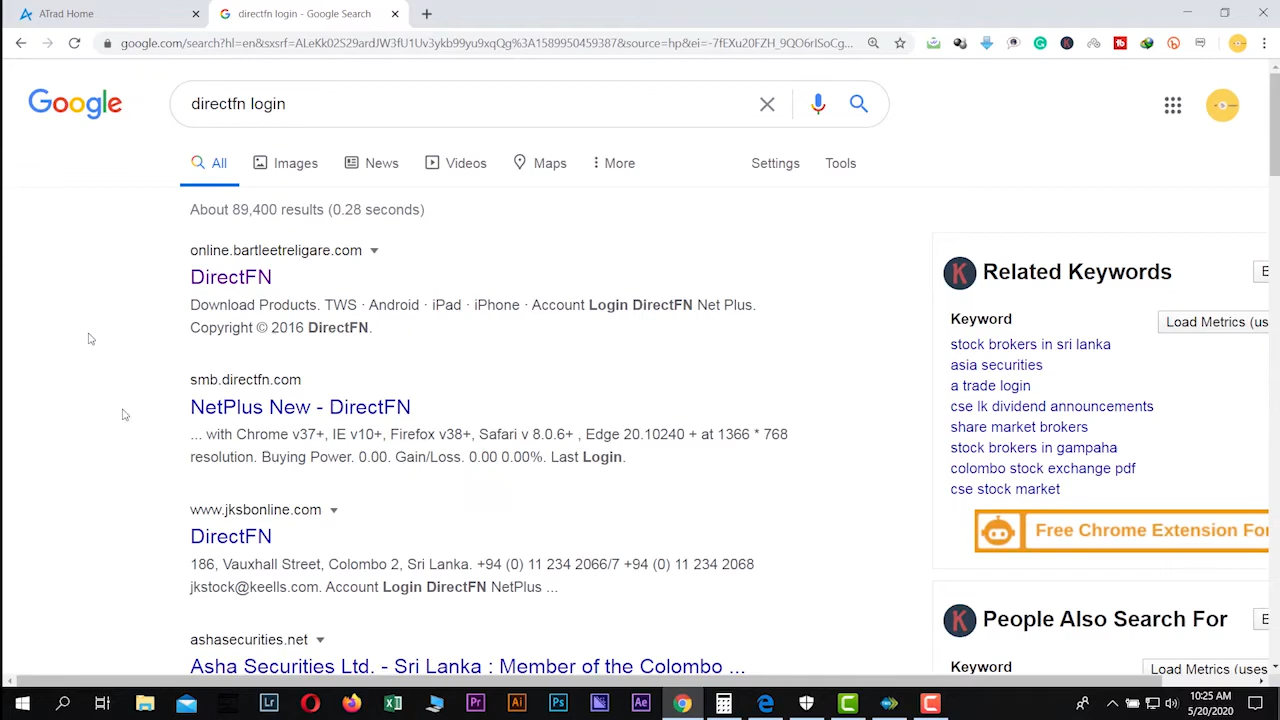 ATrad Home
directfn login - Google Search
google.com/search?hl=en&sxsrf=ALeKk02S29ardJW3fU1Uv3ykb99yu9xqQg%3A1589950459387&source=hp&ei=-7fEXu20FZH_9QO6rISoCg...
Google
directfn login
All
Images
News
Videos
Maps
More
Settings
Tools
About 89,400 results (0.28 seconds)
online.bartleetreligare.com
DirectFN
Download Products. TWS · Android · iPad · iPhone · Account Login DirectFN Net Plus.
Copyright © 2016 DirectFN.
smb.directfn.com
NetPlus New - DirectFN
... with Chrome v37+, IE v10+, Firefox v38+, Safari v 8.0.6+ , Edge 20.10240 + at 1366 * 768
resolution. Buying Power. 0.00. Gain/Loss. 0.00 0.00%. Last Login.
www.jksbonline.com
DirectFN
186, Vauxhall Street, Colombo 2, Sri Lanka. +94 (0) 11 234 2066/7 +94 (0) 11 234 2068
jkstock@keells.com. Account Login DirectFN NetPlus ...
ashasecurities.net
Asha Securities Ltd. - Sri Lanka : Member of the Colombo ...
K Related Keywords
E
Keyword
Load Metrics (us
stock brokers in sri lanka
asia securities
a trade login
cse lk dividend announcements
share market brokers
stock brokers in gampaha
colombo stock exchange pdf
cse stock market
Free Chrome Extension Fo
K People Also Search For
E
Keyword
Load Metrics (uses
Lr
Pr
Ai
Ps
Ae
10:25 AM
5/20/2020